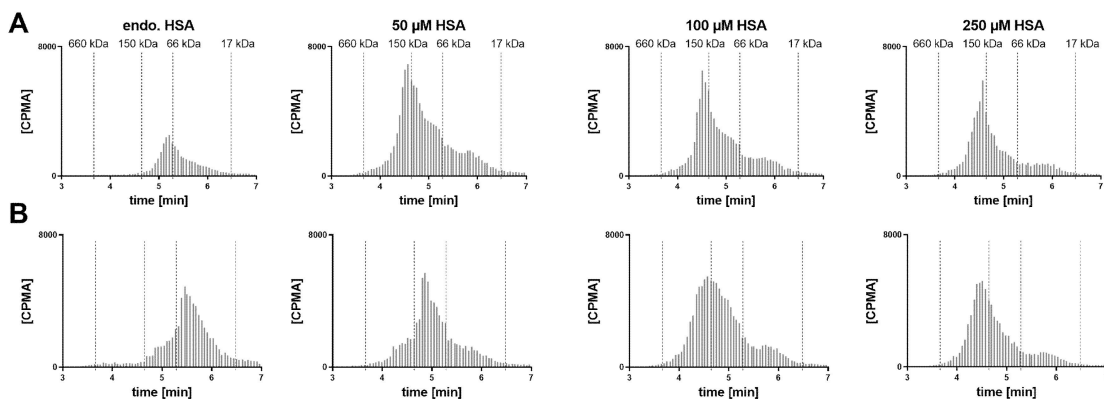 A
endo. HSA
50 µM HSA
100 µM HSA
250 µM HSA
660 kDa 150 kDa 66 kDa 17 kDa
660 kDa 150 kDa 66 kDa 17 kDa
660 kDa 150 kDa 66 kDa 17 kDa
660 kDa 150 kDa 66 kDa 17 kDa
8000
[CPMA]
0
3 4 5 6 7
time [min]
8000
[CPMA]
0
3 4 5 6 7
time [min]
8000
[CPMA]
0
3 4 5 6 7
time [min]
8000
[CPMA]
0
3 4 5 6 7
time [min]
B
8000
[CPMA]
0
3 4 5 6 7
time [min]
8000
[CPMA]
0
3 4 5 6 7
time [min]
8000
[CPMA]
0
3 4 5 6 7
time [min]
8000
[CPMA]
0
3 4 5 6 7
time [min]